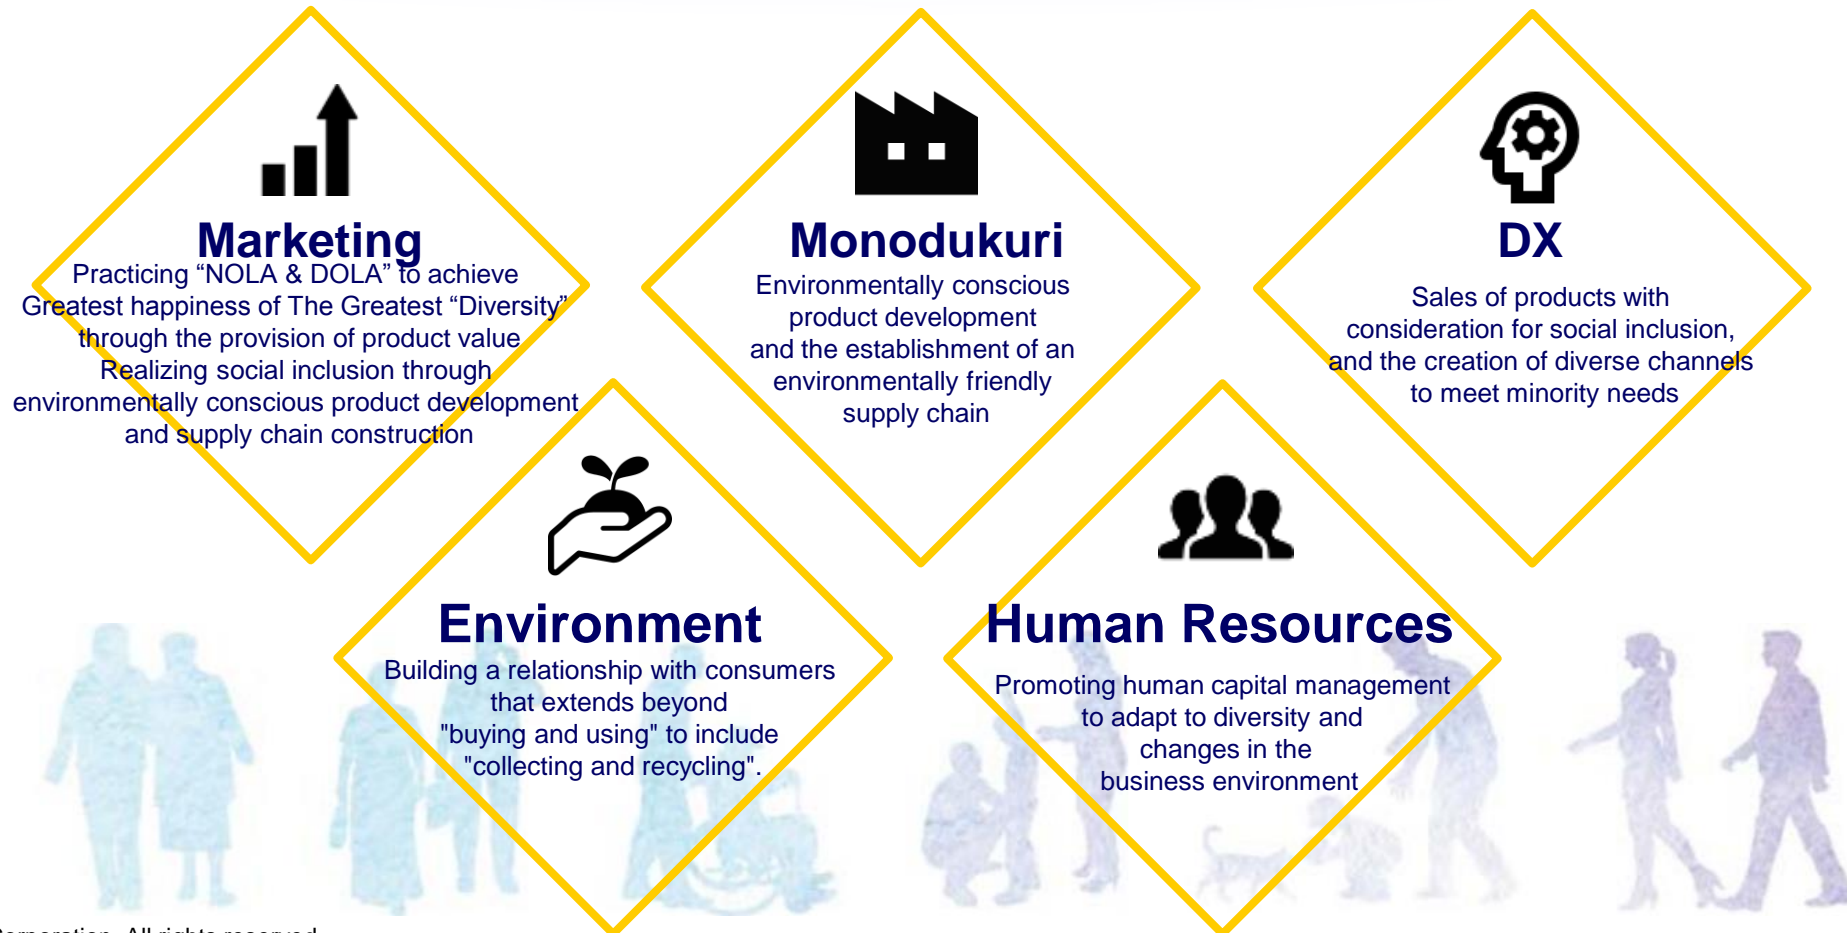 Marketing
Practicing “NOLA & DOLA” to achieve
Greatest happiness of The Greatest “Diversity”
through the provision of product value
Realizing social inclusion through
environmentally conscious product development
and supply chain construction
Monodukuri
Environmentally conscious
product development
and the establishment of an
environmentally friendly
supply chain
DX
Sales of products with
consideration for social inclusion,
and the creation of diverse channels
to meet minority needs
Environment
Building a relationship with consumers
that extends beyond
"buying and using" to include
"collecting and recycling".
Human Resources
Promoting human capital management
to adapt to diversity and
changes in the
business environment
Corporation. All rights reserved.